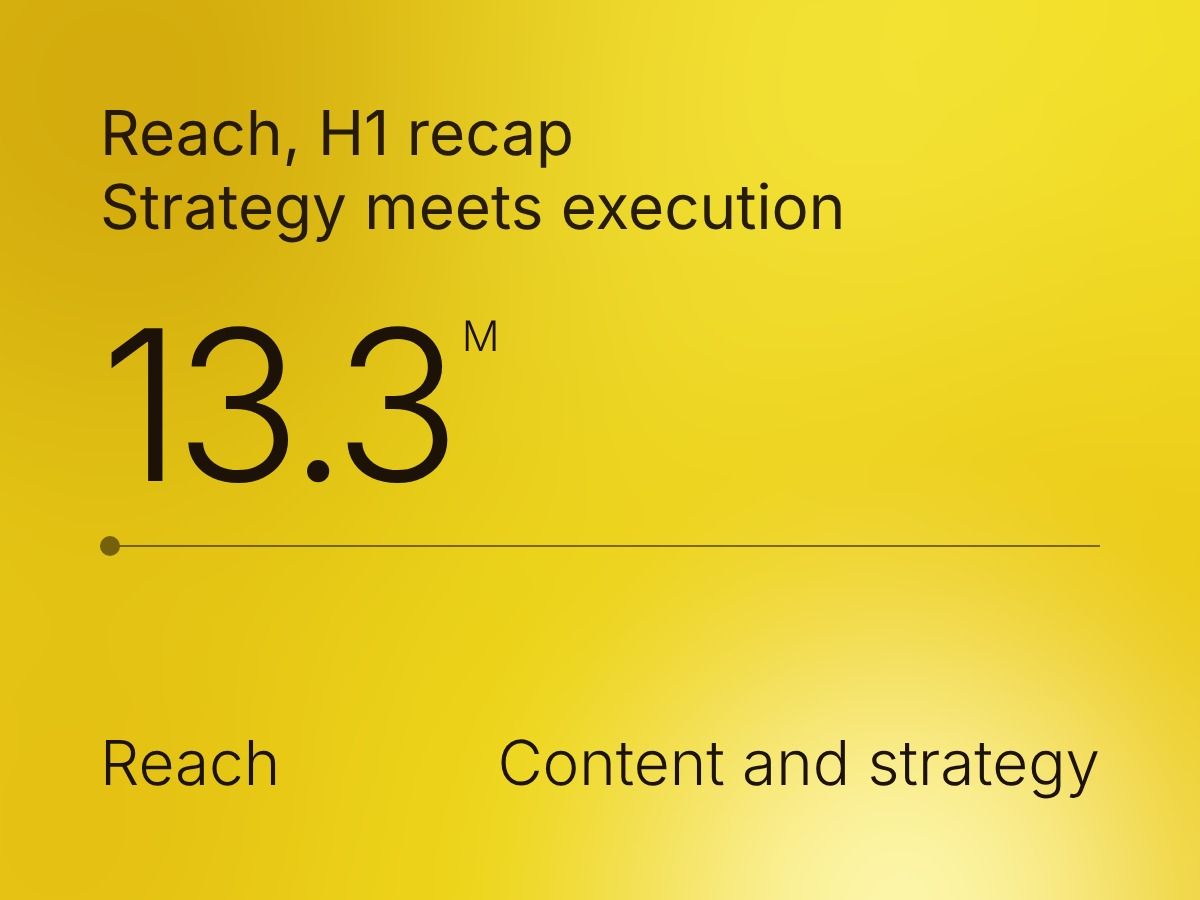 Reach, H1 recap
Strategy meets execution
13.3 M
Reach
Content and strategy